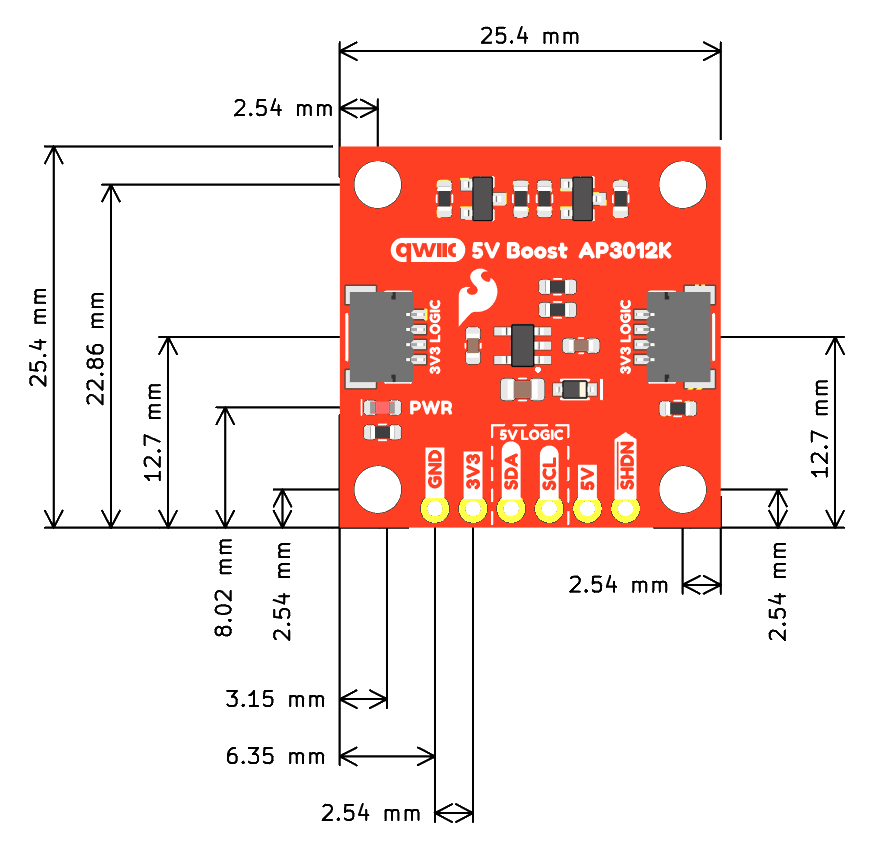 25.4 mm
2.54 mm
qwiic 5V Boost AP3012K
25.4 mm
22.86 mm
12.7 mm
8.02 mm
2.54 mm
3V3 LOGIC
3V3 LOGIC
12.7 mm
2.54 mm
PWR
5V LOGIC
GND
3V3
SDA
SCL
5V
SHDN
2.54 mm
3.15 mm
6.35 mm
2.54 mm